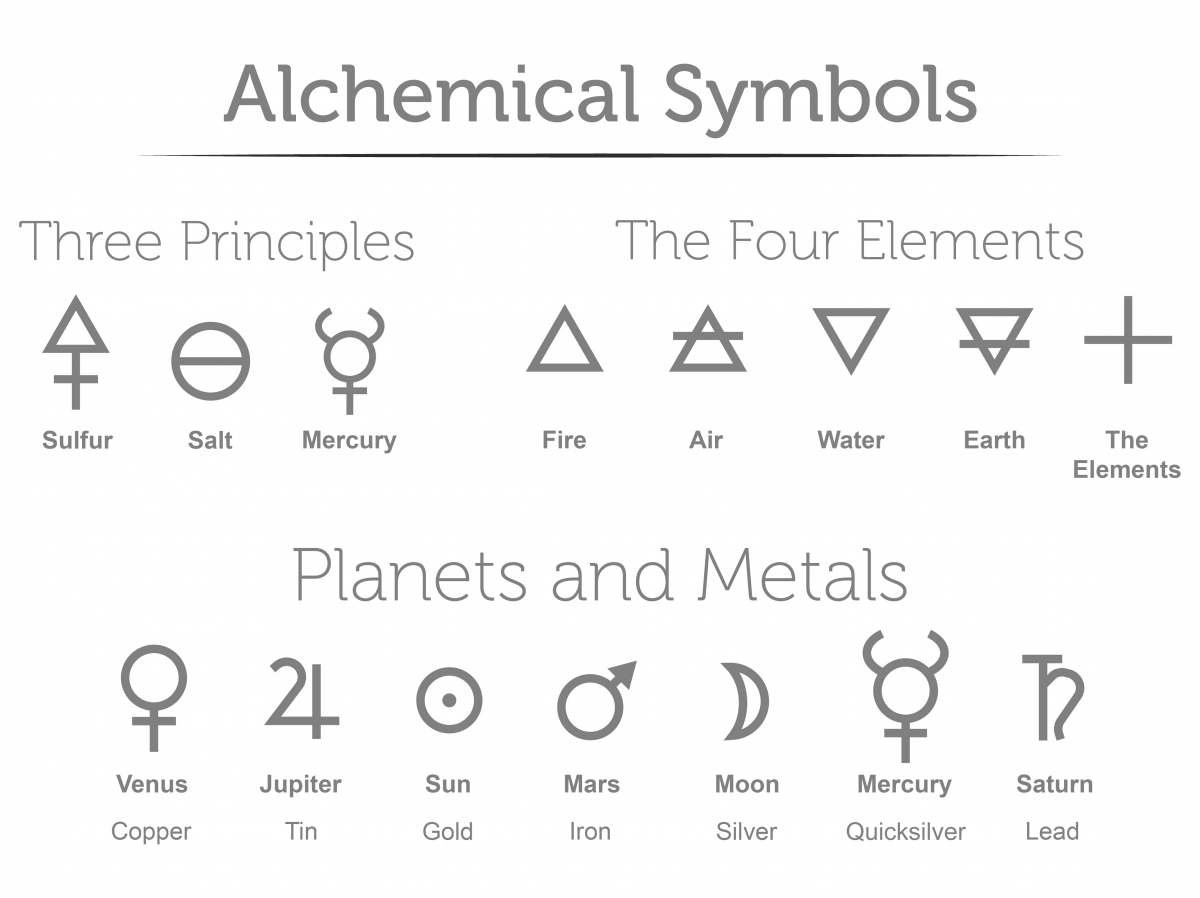 Alchemical Symbols
Three Principles
The Four Elements
Sulfur
Salt
Mercury
Fire
Air
Water
Earth
The
Elements
Planets and Metals
Venus
Jupiter
Sun
Mars
Moon
Mercury
Saturn
Copper
Tin
Gold
Iron
Silver
Quicksilver
Lead